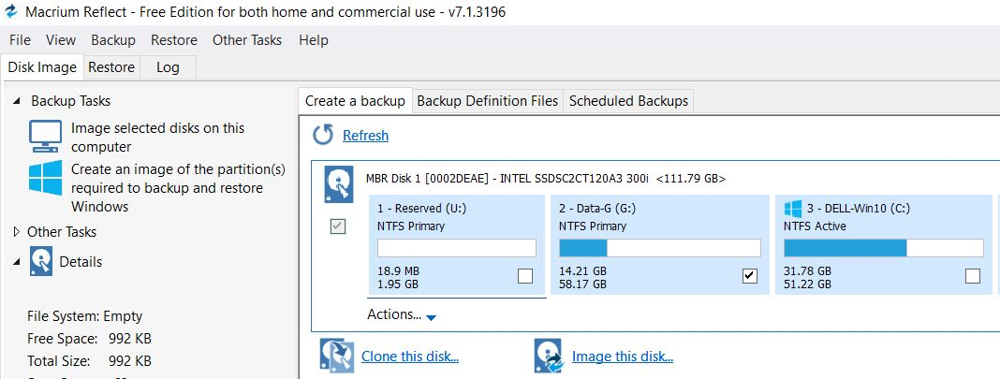 Macrium Reflect - Free Edition for both home and commercial use - v7.1.3196
File View Backup Restore Other Tasks Help
Disk Image Restore Log
Backup Tasks
Image selected disks on this
computer
Create an image of the partition(s)
required to backup and restore
Windows
Other Tasks
Details
File System: Empty
Free Space: 992 KB
Total Size: 992 KB
Create a backup Backup Definition Files Scheduled Backups
Refresh
MBR Disk 1 [0002DEAE] - INTEL SSDSC2CT120A3 300i <111.79 GB>
1 - Reserved (U:)
NTFS Primary
18.9 MB
1.95 GB
2 - Data-G (G:)
NTFS Primary
14.21 GB
58.17 GB
3 - DELL-Win10 (C:)
NTFS Active
31.78 GB
51.22 GB
Actions...
Clone this disk...
Image this disk...